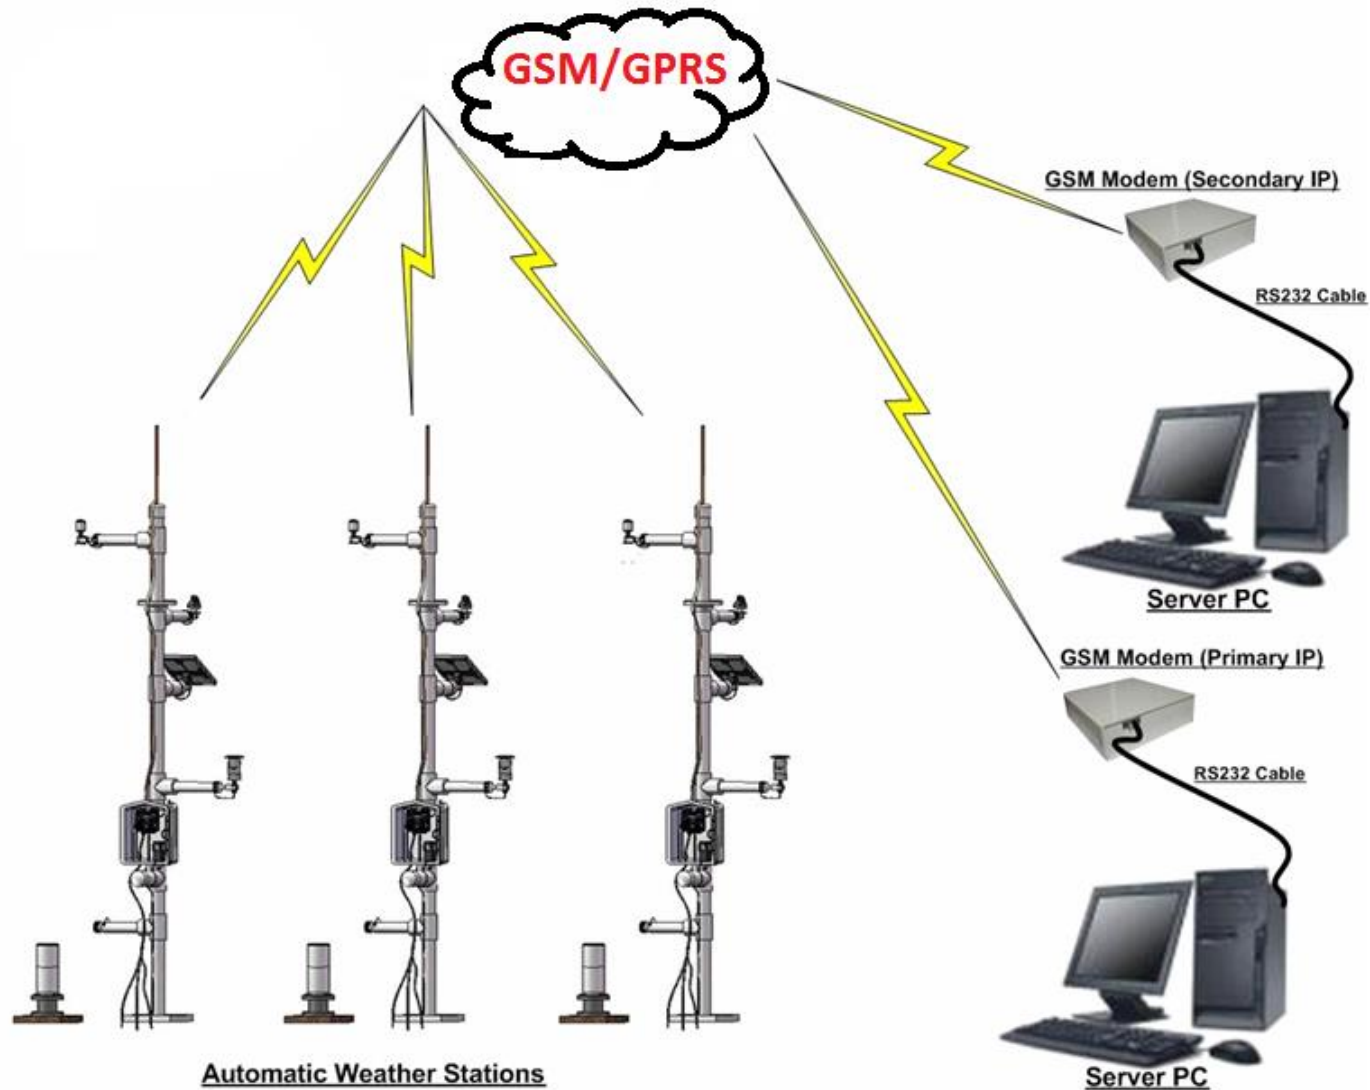 GSM/GPRS
GSM Modem (Secondary IP)
RS232 Cable
Server PC
GSM Modem (Primary IP)
RS232 Cable
Automatic Weather Stations
Server PC